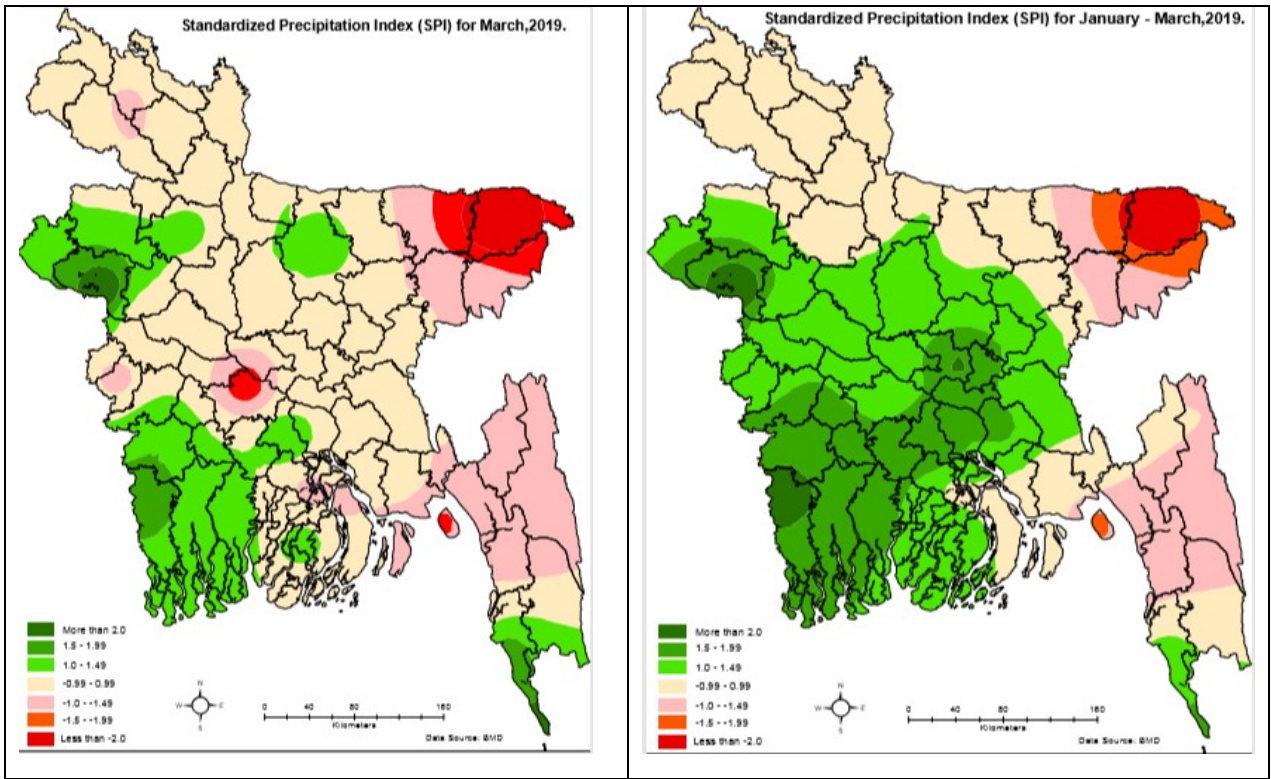 Standardized Precipitation Index (SPI) for March,2019.
More than 2.0
1.5 - 1.99
1.0 - 1.49
-0.99 - 0.99
-1.0 - -1.49
-1.5 - -1.99
Less than -2.0
N
W E
S
0 40 80 160
Kilometers
Data Source: BMD
Standardized Precipitation Index (SPI) for January - March,2019.
More than 2.0
1.5 - 1.99
1.0 - 1.49
-0.99 - 0.99
-1.0 - -1.49
-1.5 - -1.99
Less than -2.0
N
W E
S
0 40 80 160
Kilometers
Data Source: BMD